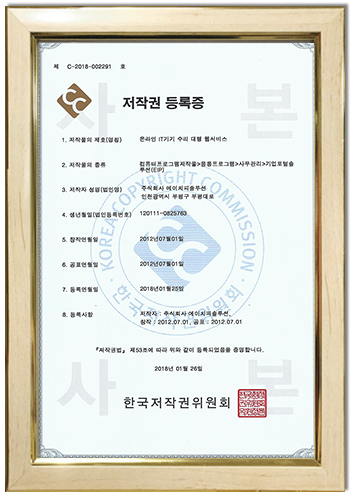 제 C-2018-002291 호
저작권 등록증
사 본
1. 저작물의 제호(명칭) 온라인 IT기기 수리 대행 웹서비스
2. 저작물의 종류 컴퓨터프로그램저작물>응용프로그램>사무관리>기업포털솔
루션(EIP)
3. 저작자 성명(법인명) 주식회사 에이치피솔루션
인천광역시 부평구 부평대로
4. 생년월일(법인등록번호) 120111-0825763
5. 창작연월일 2012년07월01일
6. 공표연월일 2012년07월01일
7. 등록연월일 2018년01월25일
8. 등록사항 저작자 : 주식회사 에이치피솔루션,
창작 : 2012.07.01, 공표 : 2012.07.01
KOREA COPYRIGHT COMMISSION
한국저작권위원회
『저작권법』 제53조에 따라 위와 같이 등록되었음을 증명합니다.
2018년 01월 26일
사 본
한국저작권위원회